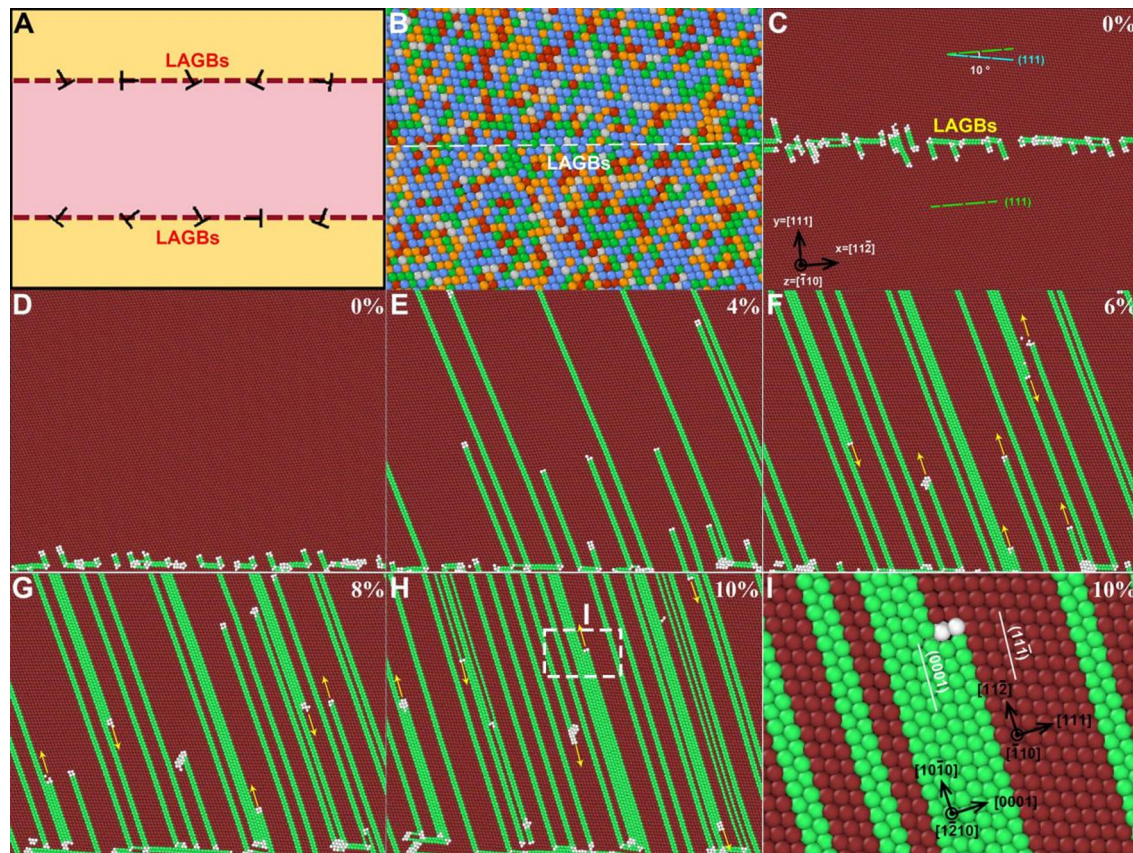 A
LAGBs
LAGBs
B
LAGBs
C
0%
10 °
(111)
LAGBs
(111)
y=[111]
x=[112̄]
z=[1̄10]
D
0%
E
4%
F
6%
G
8%
H
10%
I
I
10%
(0001)
(111̄)
[112̄]
[111]
[1̄10]
[101̄0]
[0001]
[12̄10]